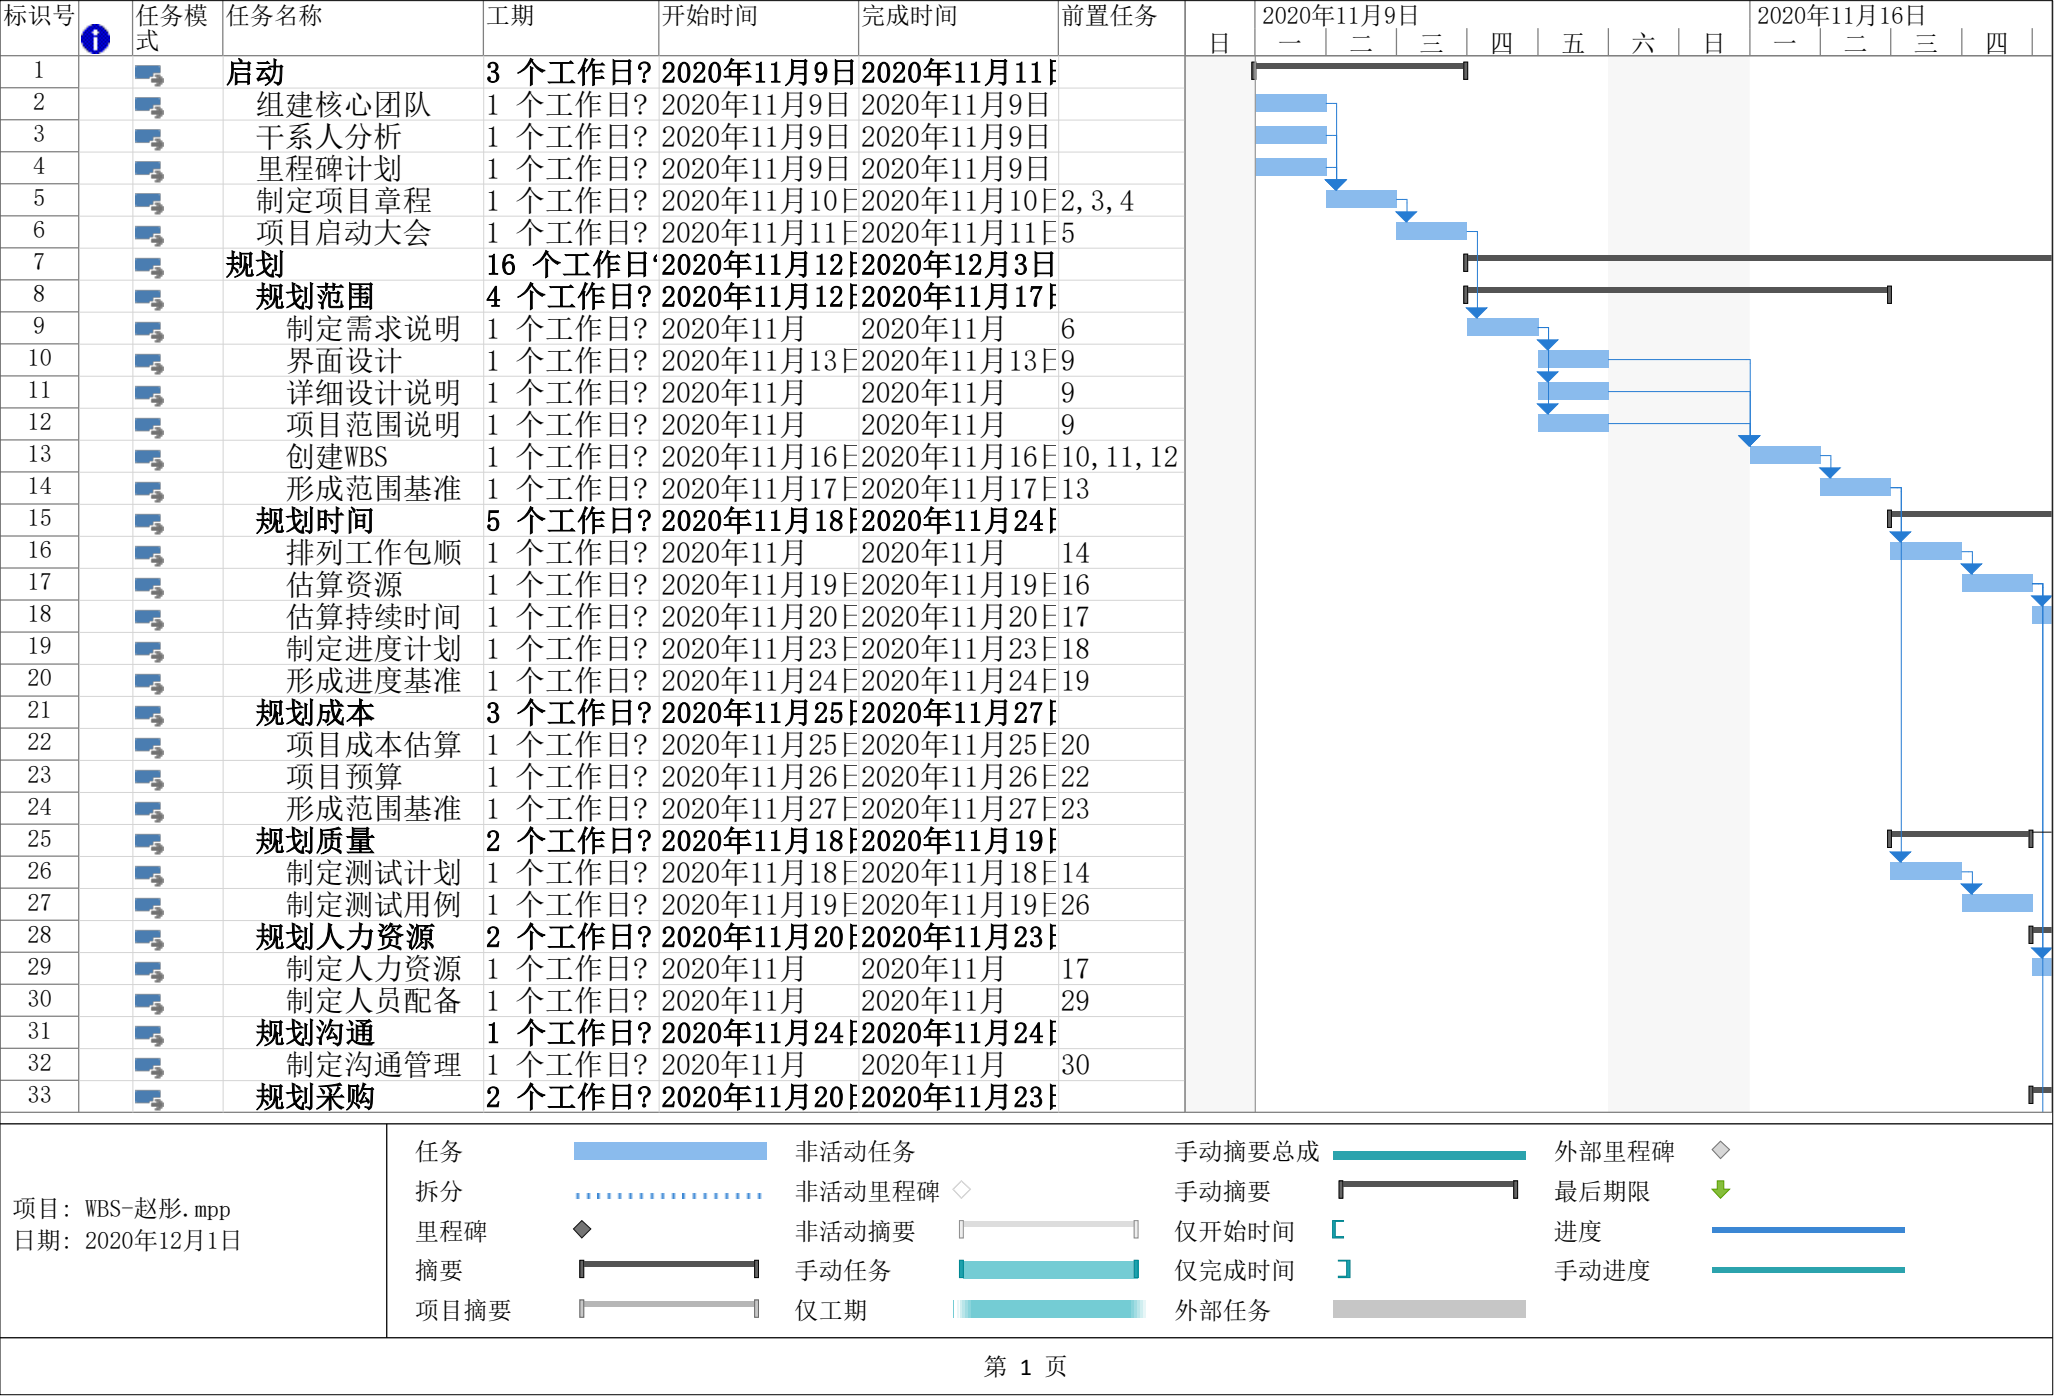 标识号 任务模式 任务名称 工期 开始时间 完成时间 前置任务 2020年11月9日 2020年11月16日
日 一 二 三 四 五 六 日 一 二 三 四
1 启动 3 个工作日? 2020年11月9日 2020年11月11日
2 组建核心团队 1 个工作日? 2020年11月9日 2020年11月9日
3 干系人分析 1 个工作日? 2020年11月9日 2020年11月9日
4 里程碑计划 1 个工作日? 2020年11月9日 2020年11月9日
5 制定项目章程 1 个工作日? 2020年11月10日 2020年11月10日 2,3,4
6 项目启动大会 1 个工作日? 2020年11月11日 2020年11月11日 5
7 规划 16 个工作日 2020年11月12日 2020年12月3日
8 规划范围 4 个工作日? 2020年11月12日 2020年11月17日
9 制定需求说明 1 个工作日? 2020年11月 2020年11月 6
10 界面设计 1 个工作日? 2020年11月13日 2020年11月13日 9
11 详细设计说明 1 个工作日? 2020年11月 2020年11月 9
12 项目范围说明 1 个工作日? 2020年11月 2020年11月 9
13 创建WBS 1 个工作日? 2020年11月16日 2020年11月16日 10,11,12
14 形成范围基准 1 个工作日? 2020年11月17日 2020年11月17日 13
15 规划时间 5 个工作日? 2020年11月18日 2020年11月24日
16 排列工作包顺 1 个工作日? 2020年11月 2020年11月 14
17 估算资源 1 个工作日? 2020年11月19日 2020年11月19日 16
18 估算持续时间 1 个工作日? 2020年11月20日 2020年11月20日 17
19 制定进度计划 1 个工作日? 2020年11月23日 2020年11月23日 18
20 形成进度基准 1 个工作日? 2020年11月24日 2020年11月24日 19
21 规划成本 3 个工作日? 2020年11月25日 2020年11月27日
22 项目成本估算 1 个工作日? 2020年11月25日 2020年11月25日 20
23 项目预算 1 个工作日? 2020年11月26日 2020年11月26日 22
24 形成范围基准 1 个工作日? 2020年11月27日 2020年11月27日 23
25 规划质量 2 个工作日? 2020年11月18日 2020年11月19日
26 制定测试计划 1 个工作日? 2020年11月18日 2020年11月18日 14
27 制定测试用例 1 个工作日? 2020年11月19日 2020年11月19日 26
28 规划人力资源 2 个工作日? 2020年11月20日 2020年11月23日
29 制定人力资源 1 个工作日? 2020年11月 2020年11月 17
30 制定人员配备 1 个工作日? 2020年11月 2020年11月 29
31 规划沟通 1 个工作日? 2020年11月24日 2020年11月24日
32 制定沟通管理 1 个工作日? 2020年11月 2020年11月 30
33 规划采购 2 个工作日? 2020年11月20日 2020年11月23日
项目: WBS-赵彤.mpp
日期: 2020年12月1日
任务 非活动任务 手动摘要总成 外部里程碑
拆分 非活动里程碑 手动摘要 最后期限
里程碑 非活动摘要 仅开始时间 进度
摘要 手动任务 仅完成时间 手动进度
项目摘要 仅工期 外部任务
第 1 页